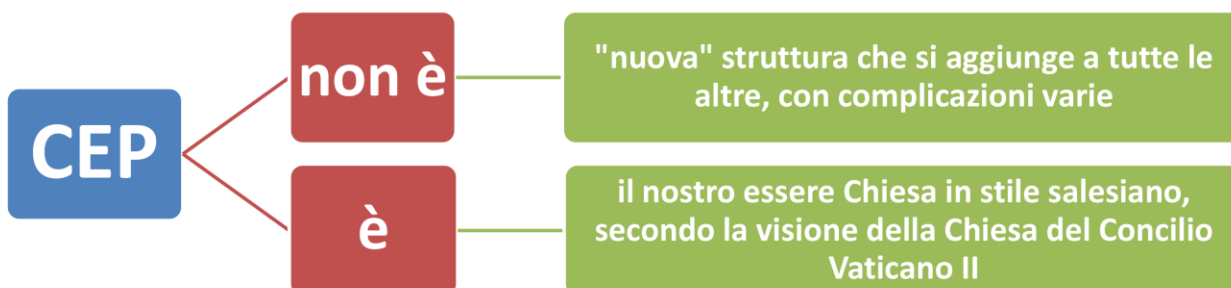 CEP
non è
"nuova" struttura che si aggiunge a tutte le
altre, con complicazioni varie
è
il nostro essere Chiesa in stile salesiano,
secondo la visione della Chiesa del Concilio
Vaticano II